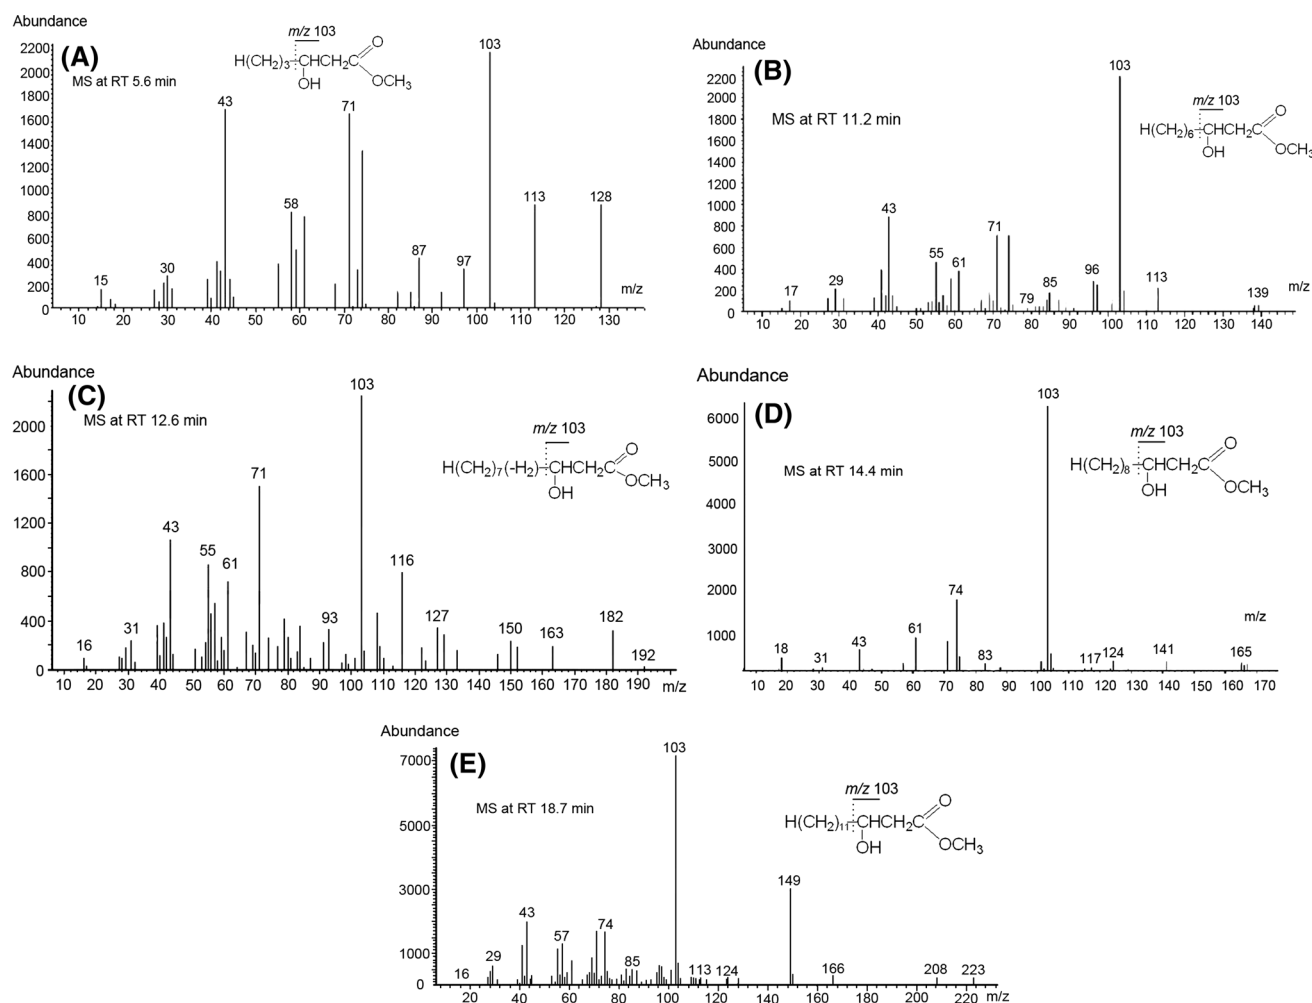 Abundance
(A)
MS at RT 5.6 min
m/z 103
H(CH₂)₃ CHCH₂C
O
OH
OCH₃
2200
2000
1800
1600
1400
1200
1000
800
600
400
200
0
15
30
43
58
71
87
97
103
113
128
m/z
10 20 30 40 50 60 70 80 90 100 110 120 130
Abundance
(B)
MS at RT 11.2 min
m/z 103
H(CH₂)₆ CHCH₂C
O
OH
OCH₃
2200
2000
1800
1600
1400
1200
1000
800
600
400
200
0
17
29
43
55
61
71
79
85
96
103
113
139
m/z
10 20 30 40 50 60 70 80 90 100 110 120 130 140
Abundance
(C)
MS at RT 12.6 min
m/z 103
H(CH₂)₇(-H₂) CHCH₂C
O
OH
OCH₃
2000
1600
1200
800
400
0
16
31
43
55
61
71
93
103
116
127
150
163
182
192
10 20 30 40 50 60 70 80 90 100 110 120 130 140 150 160 170 180 190
m/z
Abundance
(D)
MS at RT 14.4 min
m/z 103
H(CH₂)₈ CHCH₂C
O
OH
OCH₃
6000
5000
4000
3000
2000
1000
18
31
43
61
74
83
103
117
124
141
165
m/z
10 20 30 40 50 60 70 80 90 100 110 120 130 140 150 160 170
Abundance
(E)
MS at RT 18.7 min
m/z 103
H(CH₂)₁₁ CHCH₂C
O
OH
OCH₃
7000
5000
3000
1000
0
16
29
43
57
74
85
103
113
124
149
166
208
223
20 40 60 80 100 120 140 160 180 200 220
m/z